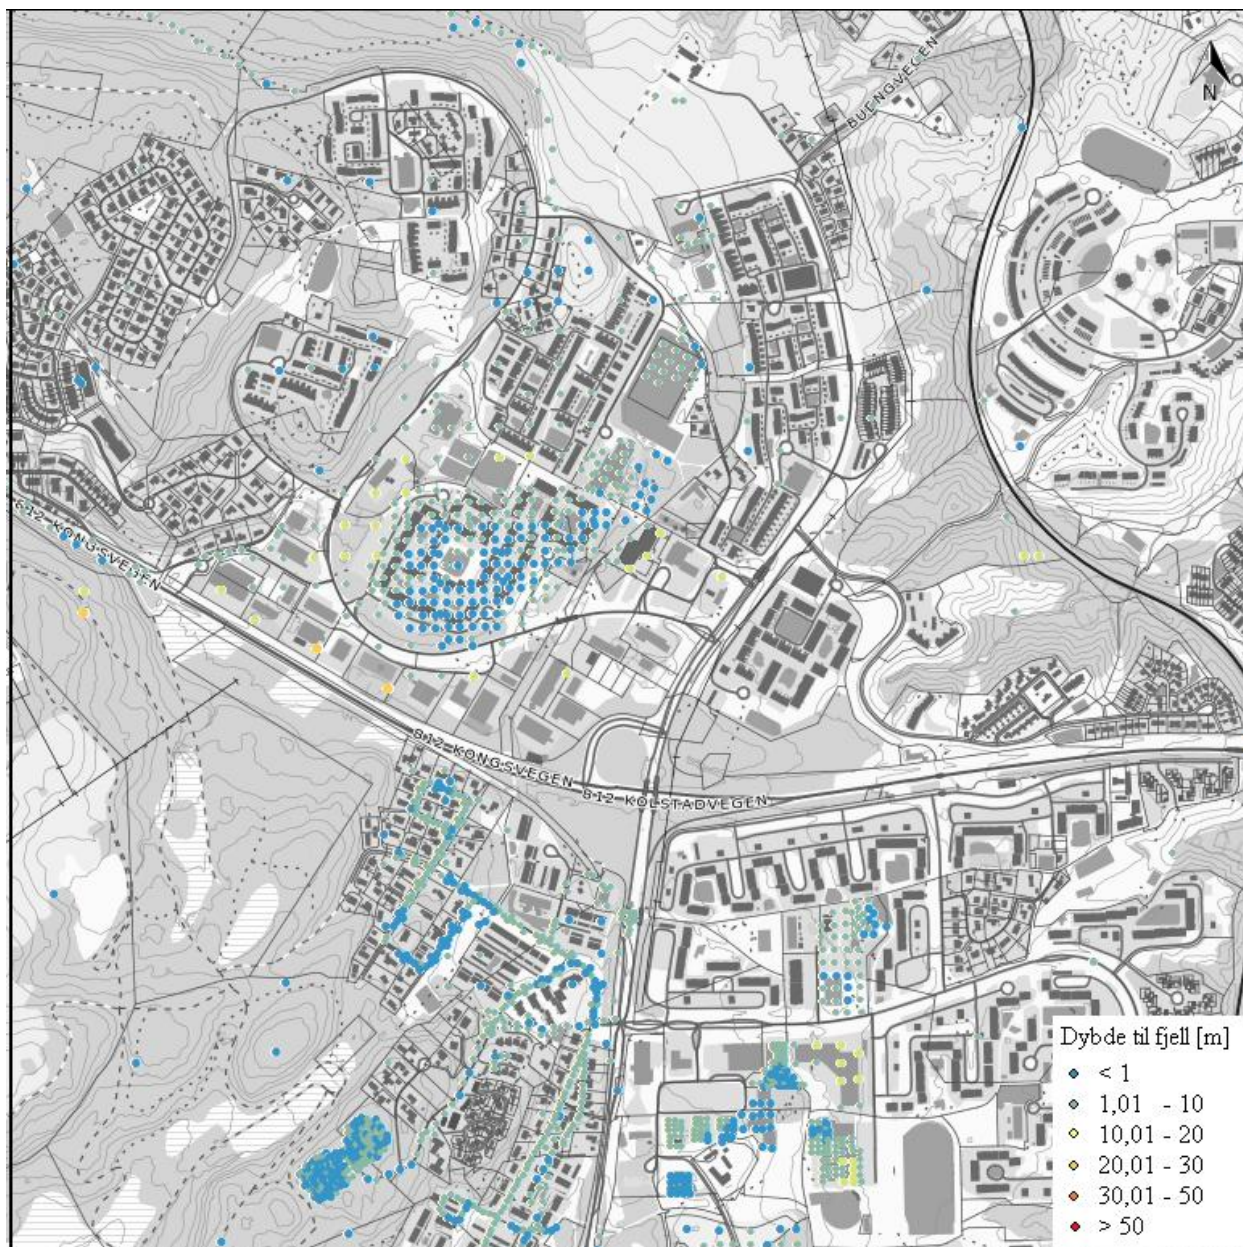 N
BULNGVEGEN
812 KONGSVEGEN
812 KONGSVEGEN
812 KOLSTADVEGEN
Dybde til fjell [m]
< 1
1,01 - 10
10,01 - 20
20,01 - 30
30,01 - 50
> 50